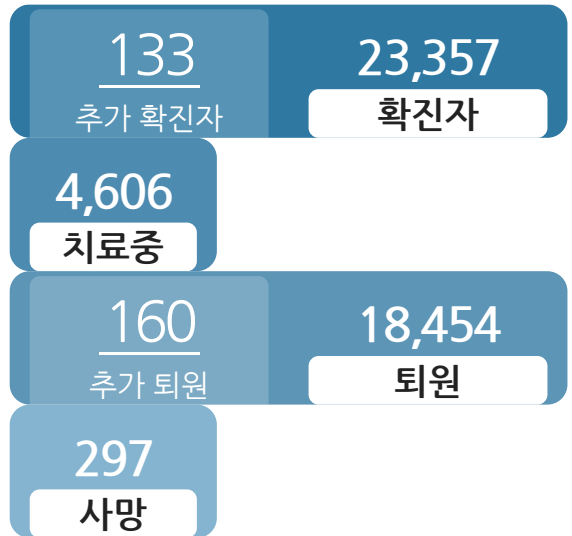 133
추가 확진자
23,357
확진자
4,606
치료중
160
추가 퇴원
18,454
퇴원
297
사망